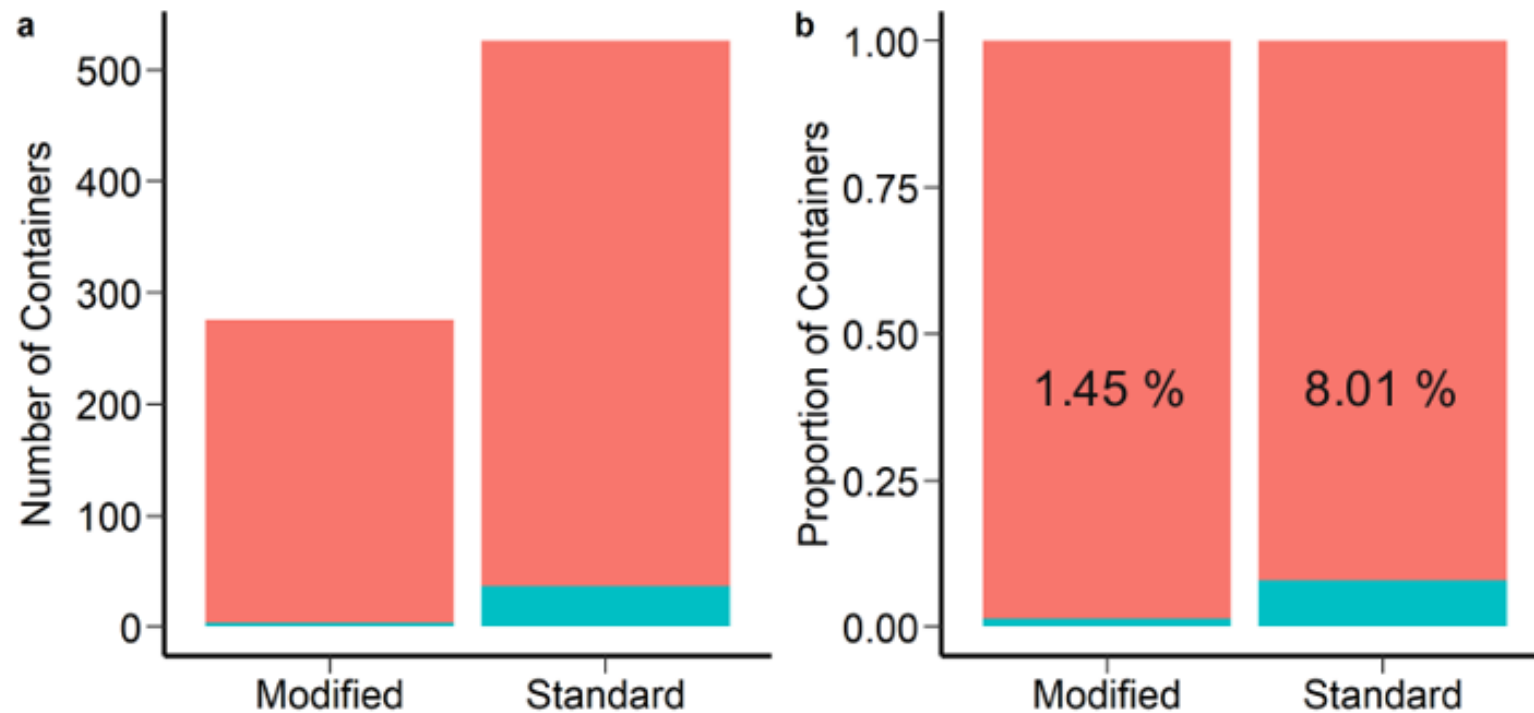 a
Number of Containers
500
400
300
200
100
0
Modified Standard
b
Proportion of Containers
1.00
0.75
0.50
0.25
0.00
1.45 % 8.01 %
Modified Standard